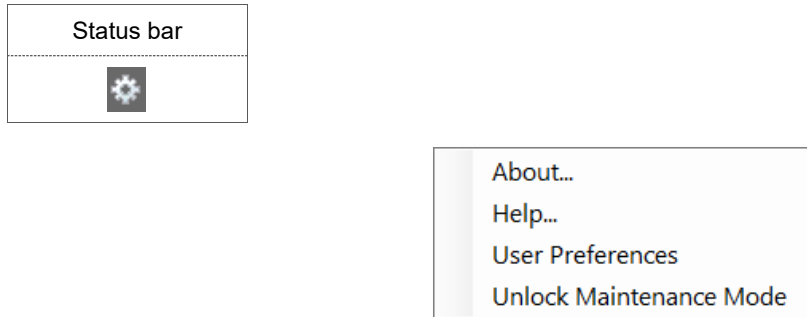 Status bar
About...
Help...
User Preferences
Unlock Maintenance Mode